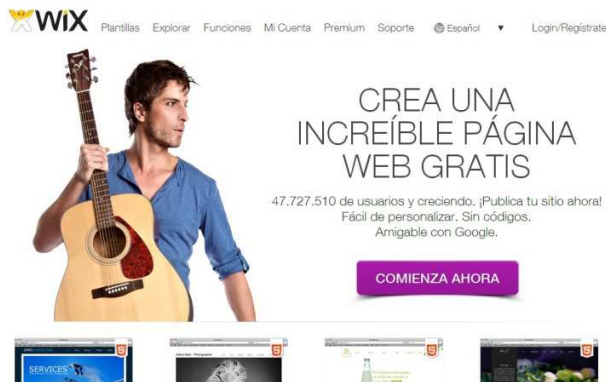 WiX
Plantillas Explorar Funciones Mi Cuenta Premium Soporte Español Login/Regístrate
CREA UNA
INCREÍBLE PÁGINA
WEB GRATIS
47.727.510 de usuarios y creciendo. ¡Publica tu sitio ahora!
Fácil de personalizar. Sin códigos.
Amigable con Google.
COMIENZA AHORA
SERVICES